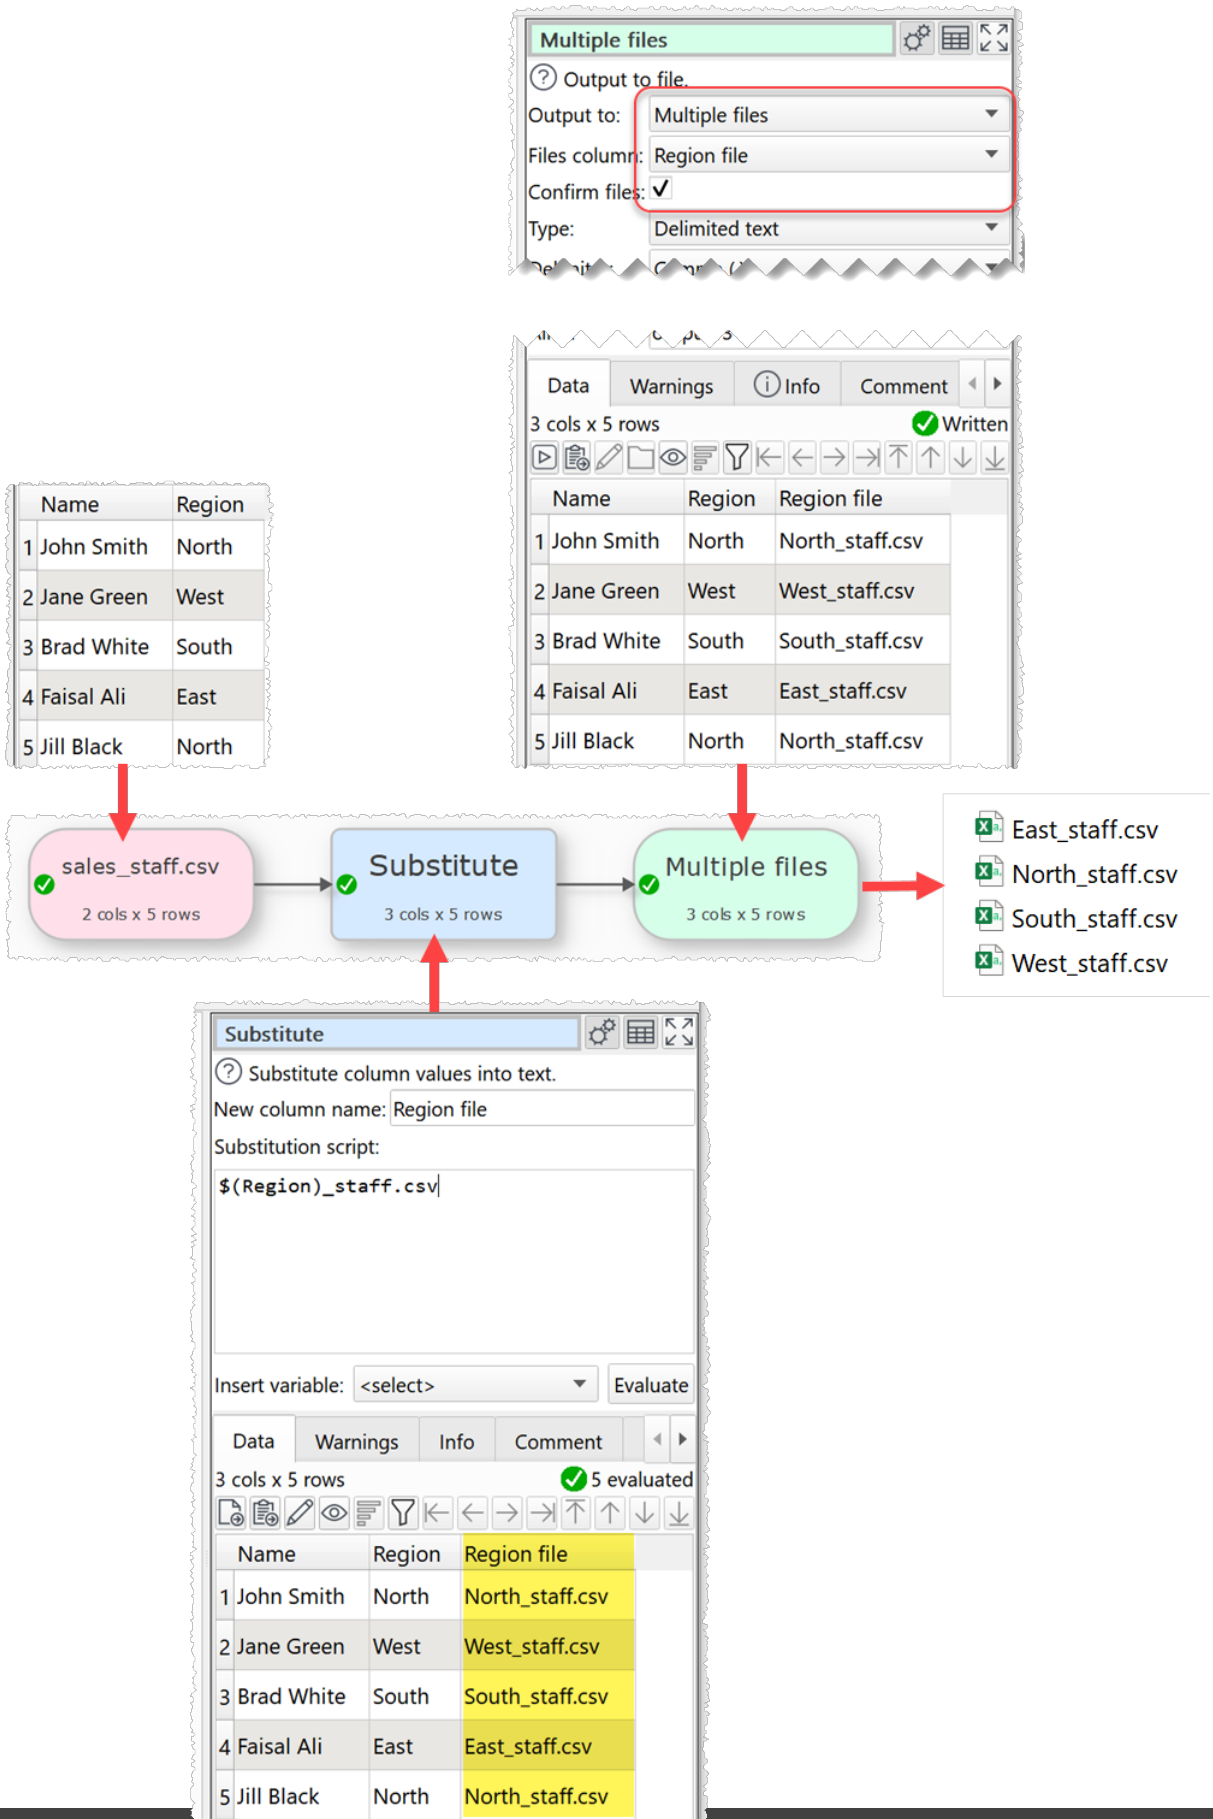 Multiple files
Output to file.
Output to: Multiple files
Files column: Region file
Confirm files:
Type: Delimited text
Data Warnings Info Comment
3 cols x 5 rows Written
Name Region Region file
1 John Smith North North_staff.csv
2 Jane Green West West_staff.csv
3 Brad White South South_staff.csv
4 Faisal Ali East East_staff.csv
5 Jill Black North North_staff.csv
Name Region
1 John Smith North
2 Jane Green West
3 Brad White South
4 Faisal Ali East
5 Jill Black North
sales_staff.csv
2 cols x 5 rows
Substitute
3 cols x 5 rows
Multiple files
3 cols x 5 rows
East_staff.csv
North_staff.csv
South_staff.csv
West_staff.csv
Substitute
Substitute column values into text.
New column name: Region file
Substitution script:
$(Region)_staff.csv
Insert variable: <select> Evaluate
Data Warnings Info Comment
3 cols x 5 rows 5 evaluated
Name Region Region file
1 John Smith North North_staff.csv
2 Jane Green West West_staff.csv
3 Brad White South South_staff.csv
4 Faisal Ali East East_staff.csv
5 Jill Black North North_staff.csv